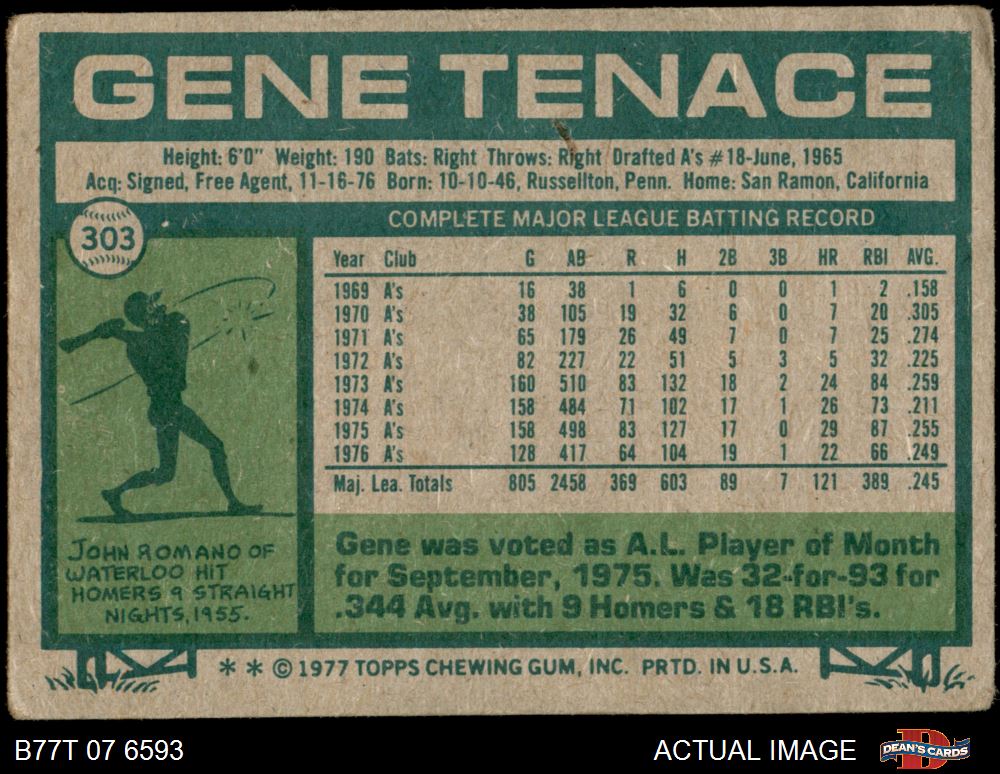 GENE TENACE
Height: 6'0" Weight: 190 Bats: Right Throws: Right Drafted A's #18-June, 1965
Acq: Signed, Free Agent, 11-16-76 Born: 10-10-46, Russellton, Penn. Home: San Ramon, California
303
COMPLETE MAJOR LEAGUE BATTING RECORD
Year Club G AB R H 2B 3B HR RBI AVG.
1969 A's 16 38 1 6 0 0 1 2 .158
1970 A's 38 105 19 32 6 0 7 20 .305
1971 A's 65 179 26 49 7 0 7 25 .274
1972 A's 82 227 22 51 5 3 5 32 .225
1973 A's 160 510 83 132 18 2 24 84 .259
1974 A's 158 484 71 102 17 1 26 73 .211
1975 A's 158 498 83 127 17 0 29 87 .255
1976 A's 128 417 64 104 19 1 22 66 .249
Maj. Lea. Totals 805 2458 369 603 89 7 121 389 .245
JOHN ROMANO OF
WATERLOO HIT
HOMERS 9 STRAIGHT
NIGHTS, 1955.
Gene was voted as A.L. Player of Month
for September, 1975. Was 32-for-93 for
.344 Avg. with 9 Homers & 18 RBI's.
* * © 1977 TOPPS CHEWING GUM, INC. PRTD. IN U.S.A.
B77T 07 6593
ACTUAL IMAGE
DEAN'S CARDS